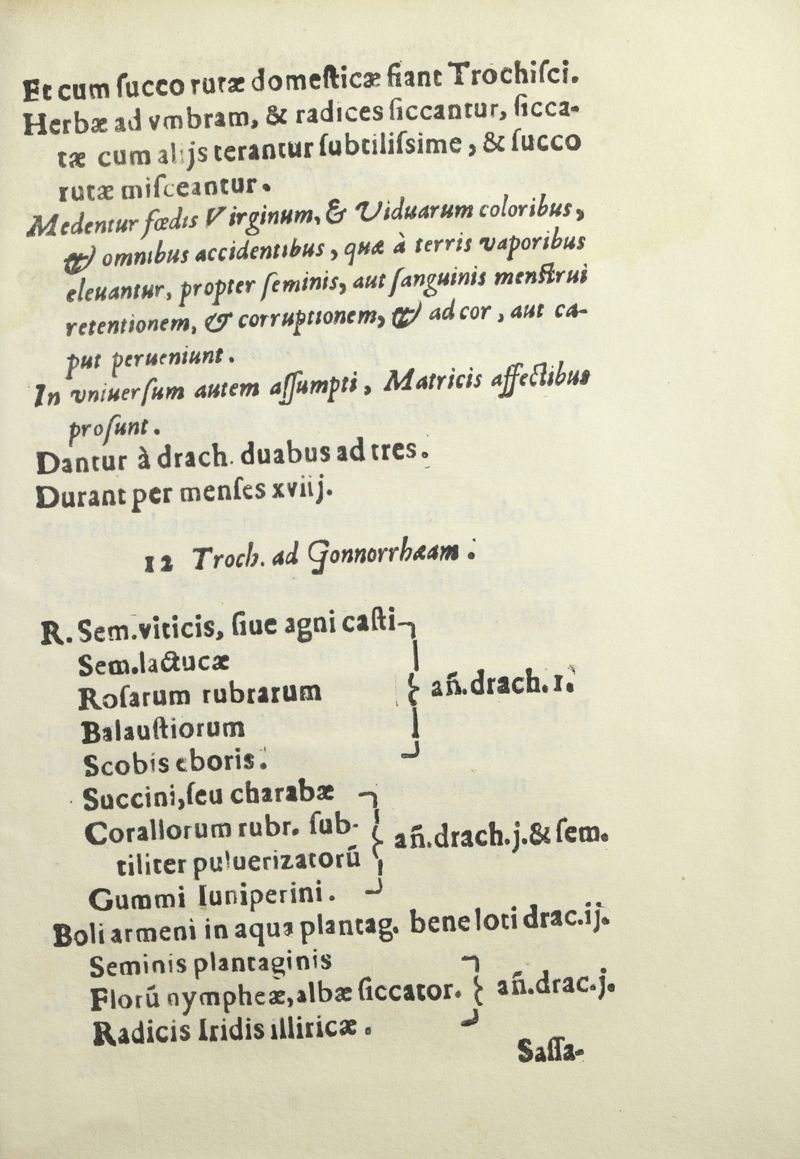 Et cum ſucco rutæ domeſticæ fiant Trochiſci.
Herbæ ad vmbram, & radices ſiccantur, ſicca-
tæ cum alijs terantur ſubtiliſsime, & ſucco
rutæ miſceantur.
Medentur fœdis Virginum, & Viduarum coloribus,
& omnibus accidentibus, quæ à terris vaporibus
eleuantur, propter ſeminis, aut ſanguinis menſtrui
retentionem, & corruptionem, & ad cor, aut ca-
put perueniunt.
In vniuerſum autem aſſumpti, Matricis affectibus
proſunt.
Dantur à drach. duabus ad tres.
Durant per menſes xviij.
12 Troch. ad Gonnorrhæam.
R. Sem. viticis, ſiue agni caſti
Sem. lactucæ
Roſarum rubrarum } añ. drach. 1.
Balauſtiorum
Scobis eboris.
Succini, ſeu charabæ
Corallorum rubr. ſub- } añ. drach. j. & ſem.
tiliter puluerizatorũ
Gummi Iuniperini.
Boli armeni in aqua plantag. bene loti drac. ij.
Seminis plantaginis
Florũ nympheæ, albæ ſiccator. } añ. drac. j.
Radicis Iridis illiricæ.
Saſſa-